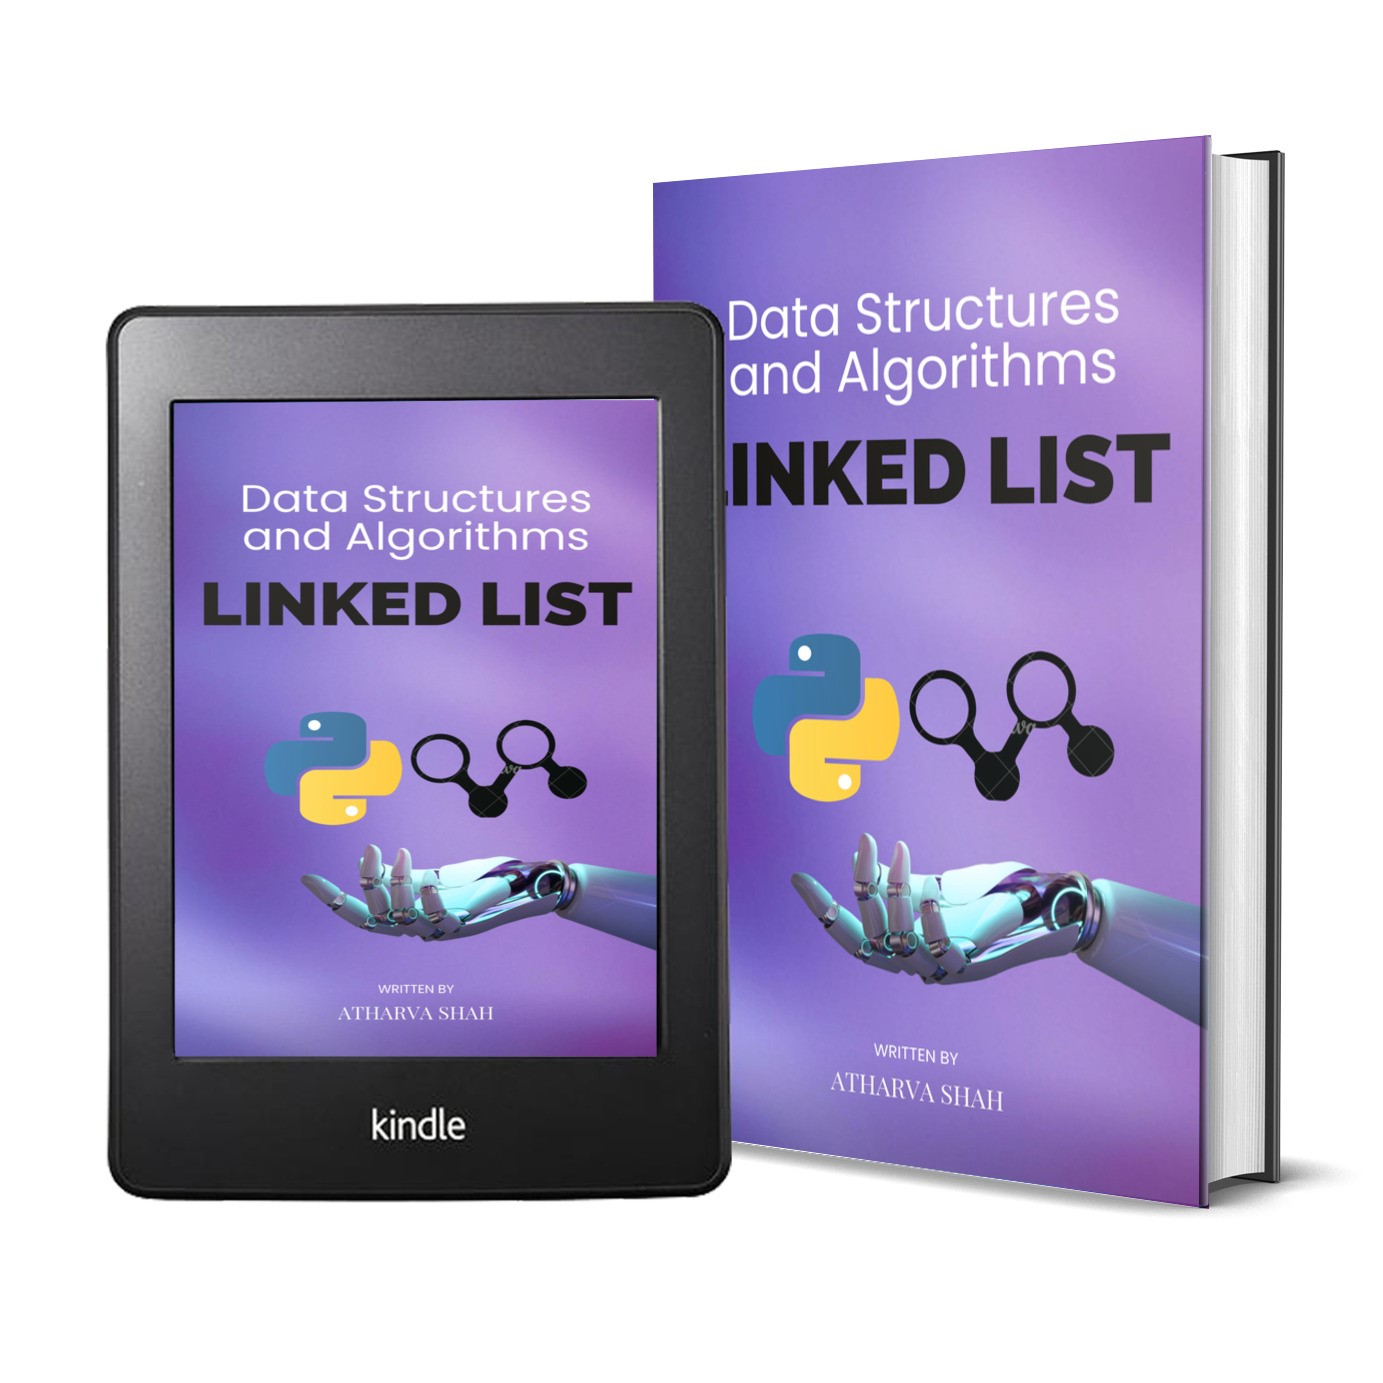 Data Structures
and Algorithms
LINKED LIST
WRITTEN BY
ATHARVA SHAH
kindle
Data Structures
and Algorithms
INKED LIST
WRITTEN BY
ATHARVA SHAH